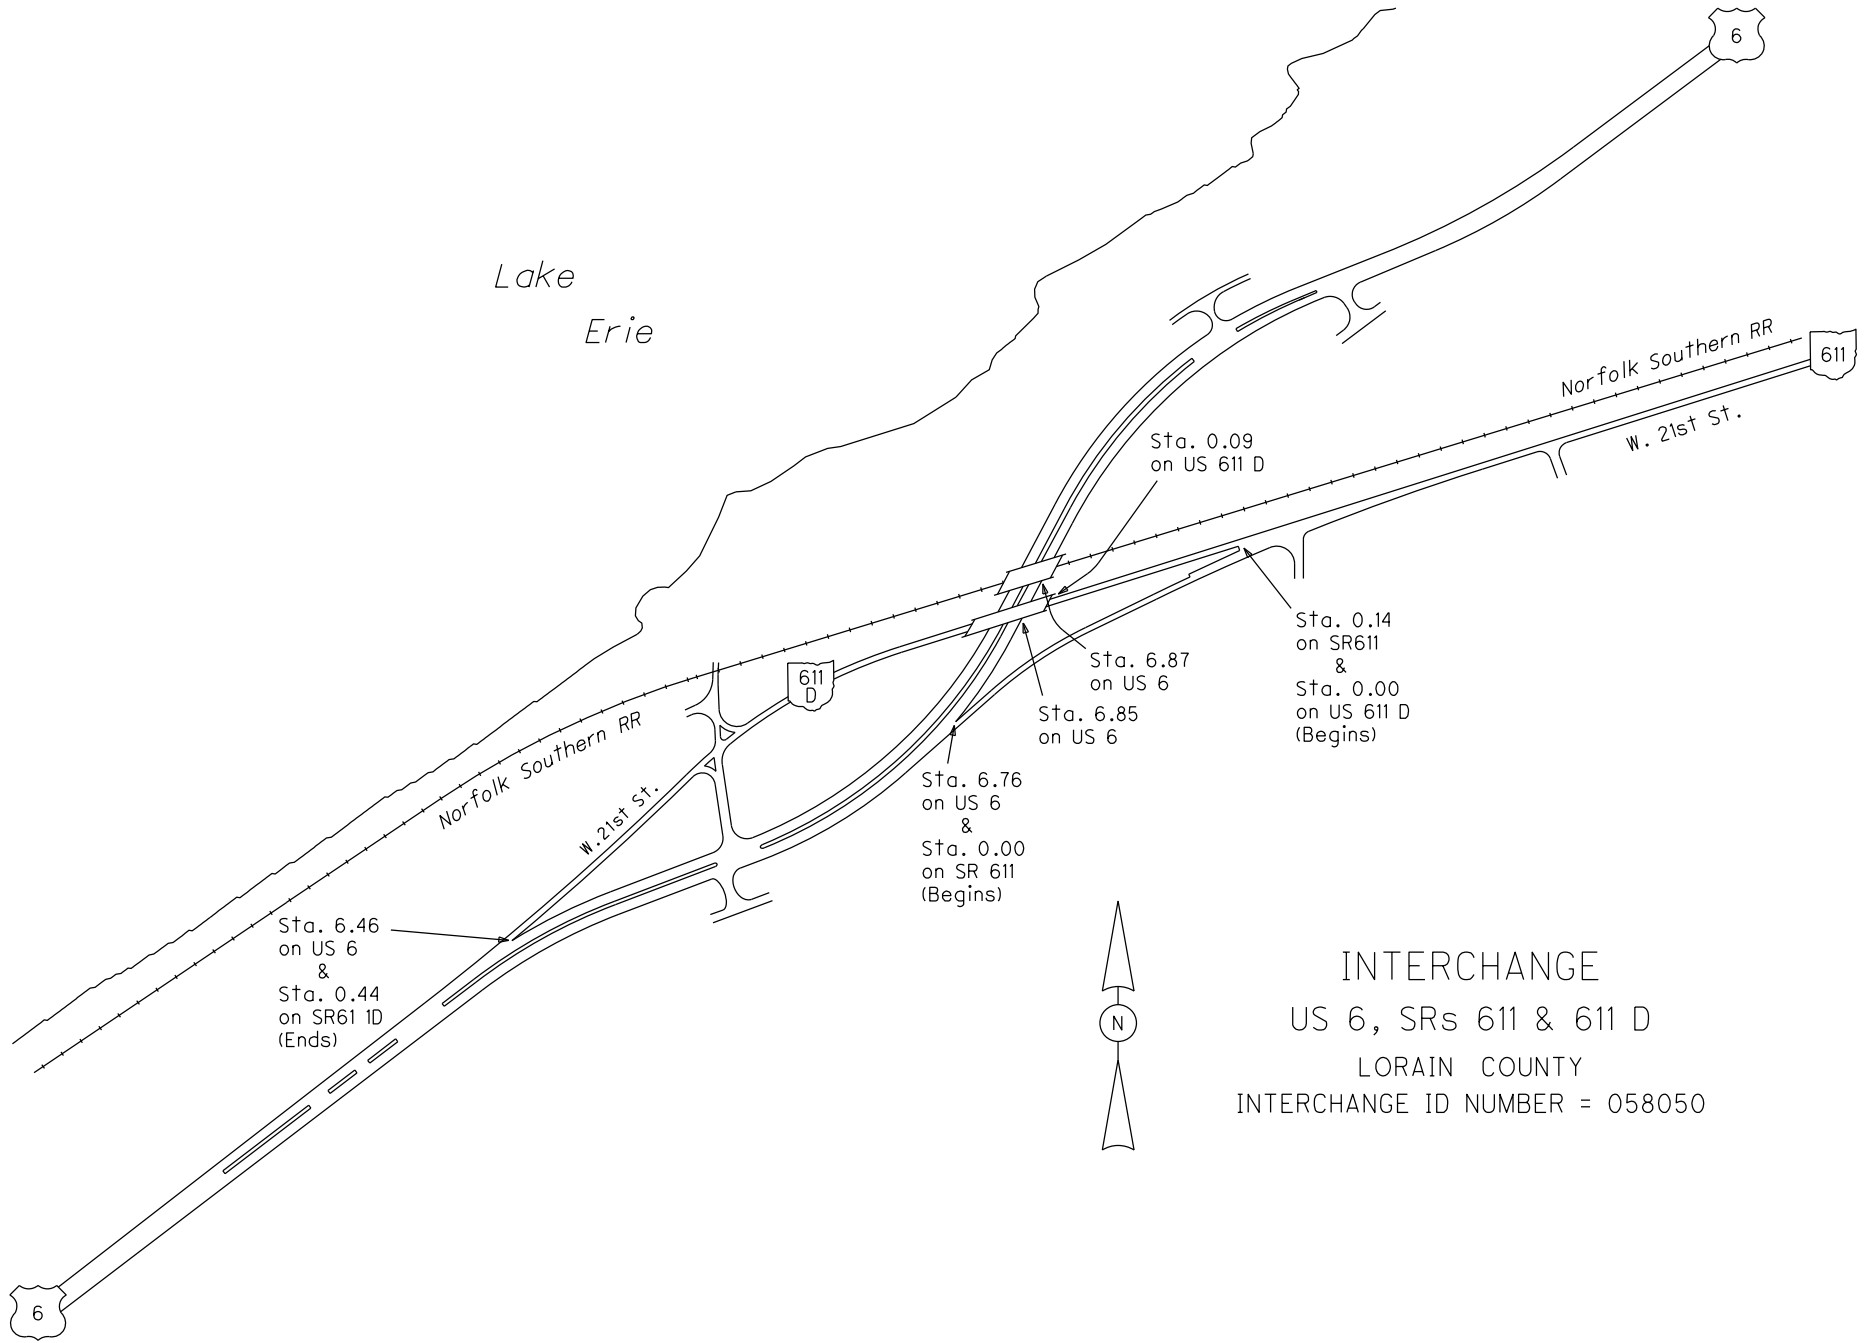 6
Lake
Erie
Norfolk Southern RR
611
W. 21st St.
Sta. 0.09
on US 611 D
Sta. 0.14
on SR611
&
Sta. 0.00
on US 611 D
(Begins)
Sta. 6.87
on US 6
Sta. 6.85
on US 6
611
D
Norfolk Southern RR
W. 21st St.
Sta. 6.76
on US 6
&
Sta. 0.00
on SR 611
(Begins)
Sta. 6.46
on US 6
&
Sta. 0.44
on SR61 1D
(Ends)
N
INTERCHANGE
US 6, SRs 611 & 611 D
LORAIN COUNTY
INTERCHANGE ID NUMBER = 058050
6